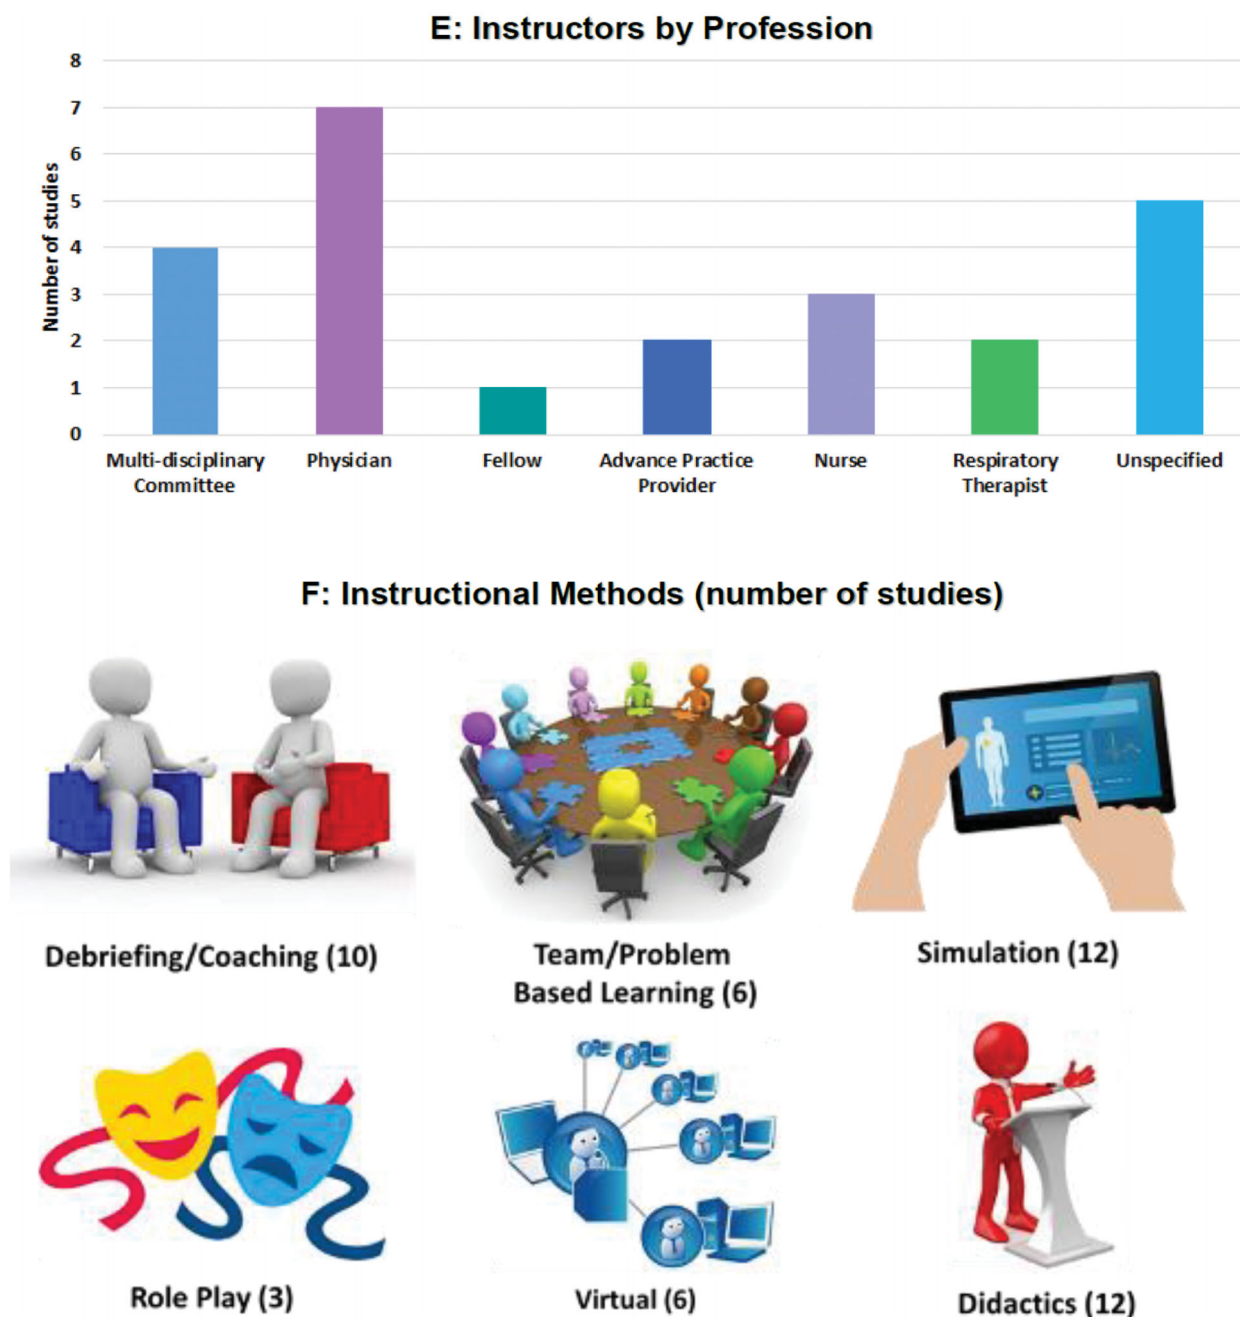 E: Instructors by Profession
8
7
6
5
4
3
2
1
0
Number of studies
Multi-disciplinary
Committee
Physician
Fellow
Advance Practice
Provider
Nurse
Respiratory
Therapist
Unspecified
F: Instructional Methods (number of studies)
Debriefing/Coaching (10)
Team/Problem
Based Learning (6)
Simulation (12)
Role Play (3)
Virtual (6)
Didactics (12)